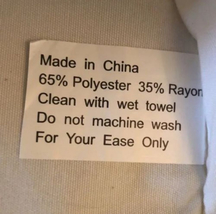 Made in China
65% Polyester 35% Rayon
Clean with wet towel
Do not machine wash
For Your Ease Only